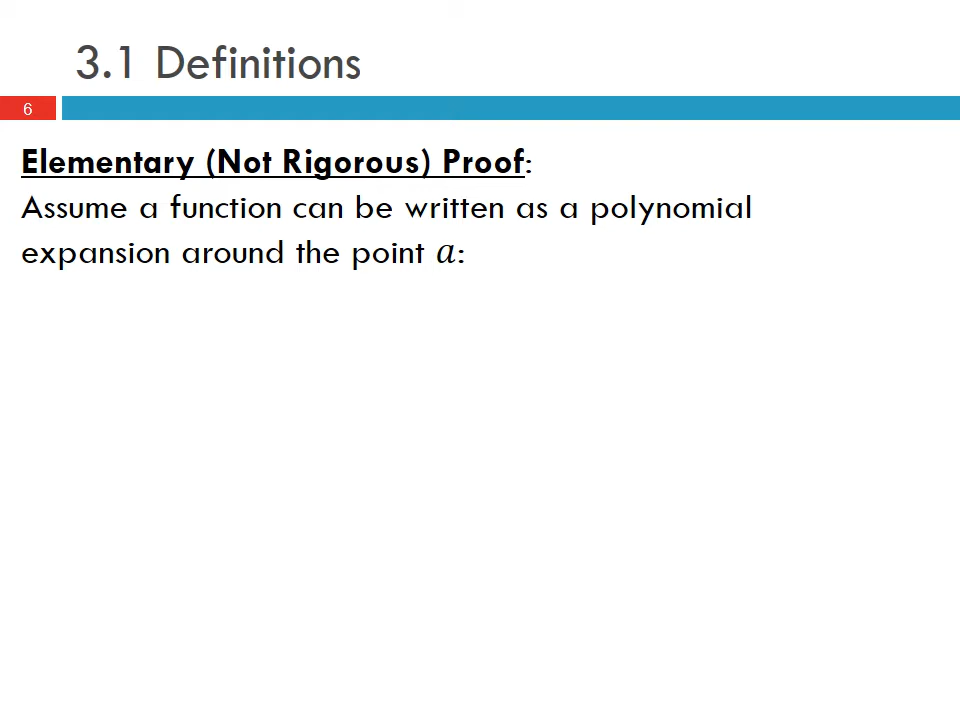 3.1 Definitions
6
Elementary (Not Rigorous) Proof:
Assume a function can be written as a polynomial
expansion around the point 𝑎: